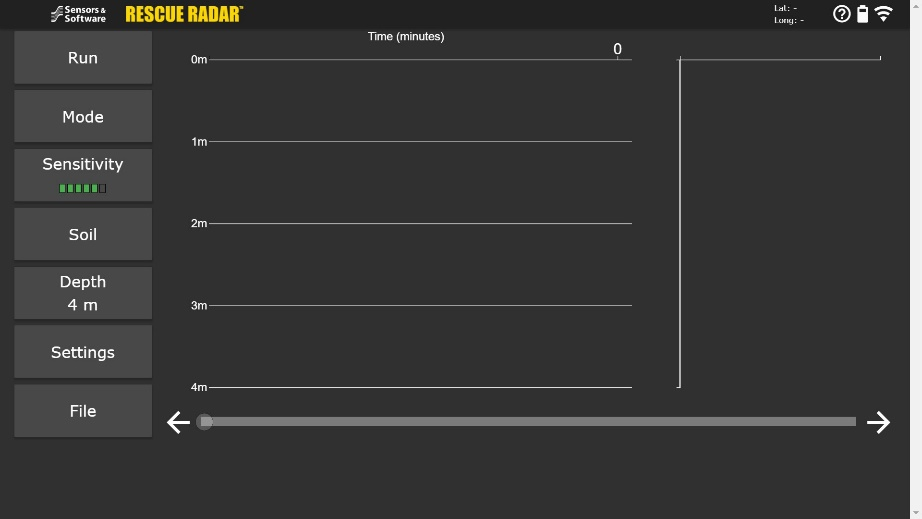 Sensors &
Software
RESCUE RADAR™
Lat: -
Long: -
Run
Mode
Sensitivity
Soil
Depth
4 m
Settings
File
Time (minutes)
0
0m
1m
2m
3m
4m